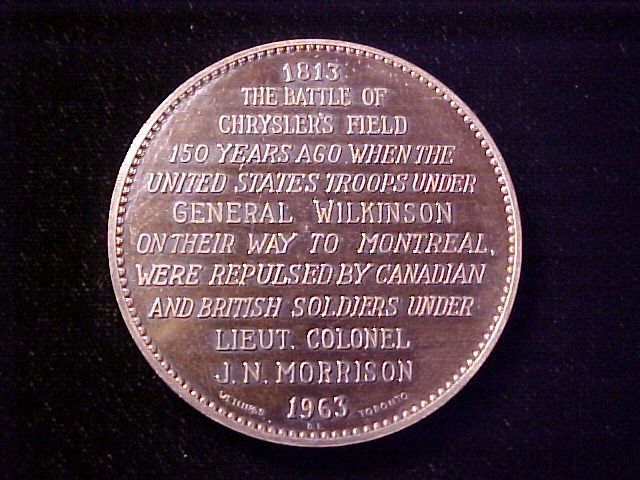 1813
THE BATTLE OF
CHRYSLER'S FIELD
150 YEARS AGO WHEN THE
UNITED STATES TROOPS UNDER
GENERAL WILKINSON
ON THEIR WAY TO MONTREAL,
WERE REPULSED BY CANADIAN
AND BRITISH SOLDIERS UNDER
LIEUT. COLONEL
J. N. MORRISON
1963
TORONTO